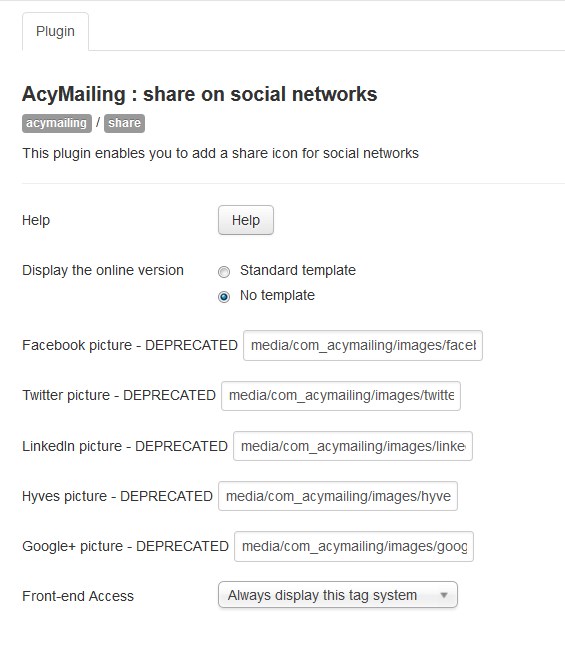 Plugin
AcyMailing : share on social networks
acymailing / share
This plugin enables you to add a share icon for social networks
Help Help
Display the online version Standard template
No template
Facebook picture - DEPRECATED media/com_acymailing/images/facel
Twitter picture - DEPRECATED media/com_acymailing/images/twitte
LinkedIn picture - DEPRECATED media/com_acymailing/images/linke
Hyves picture - DEPRECATED media/com_acymailing/images/hyve
Google+ picture - DEPRECATED media/com_acymailing/images/goog
Front-end Access Always display this tag system